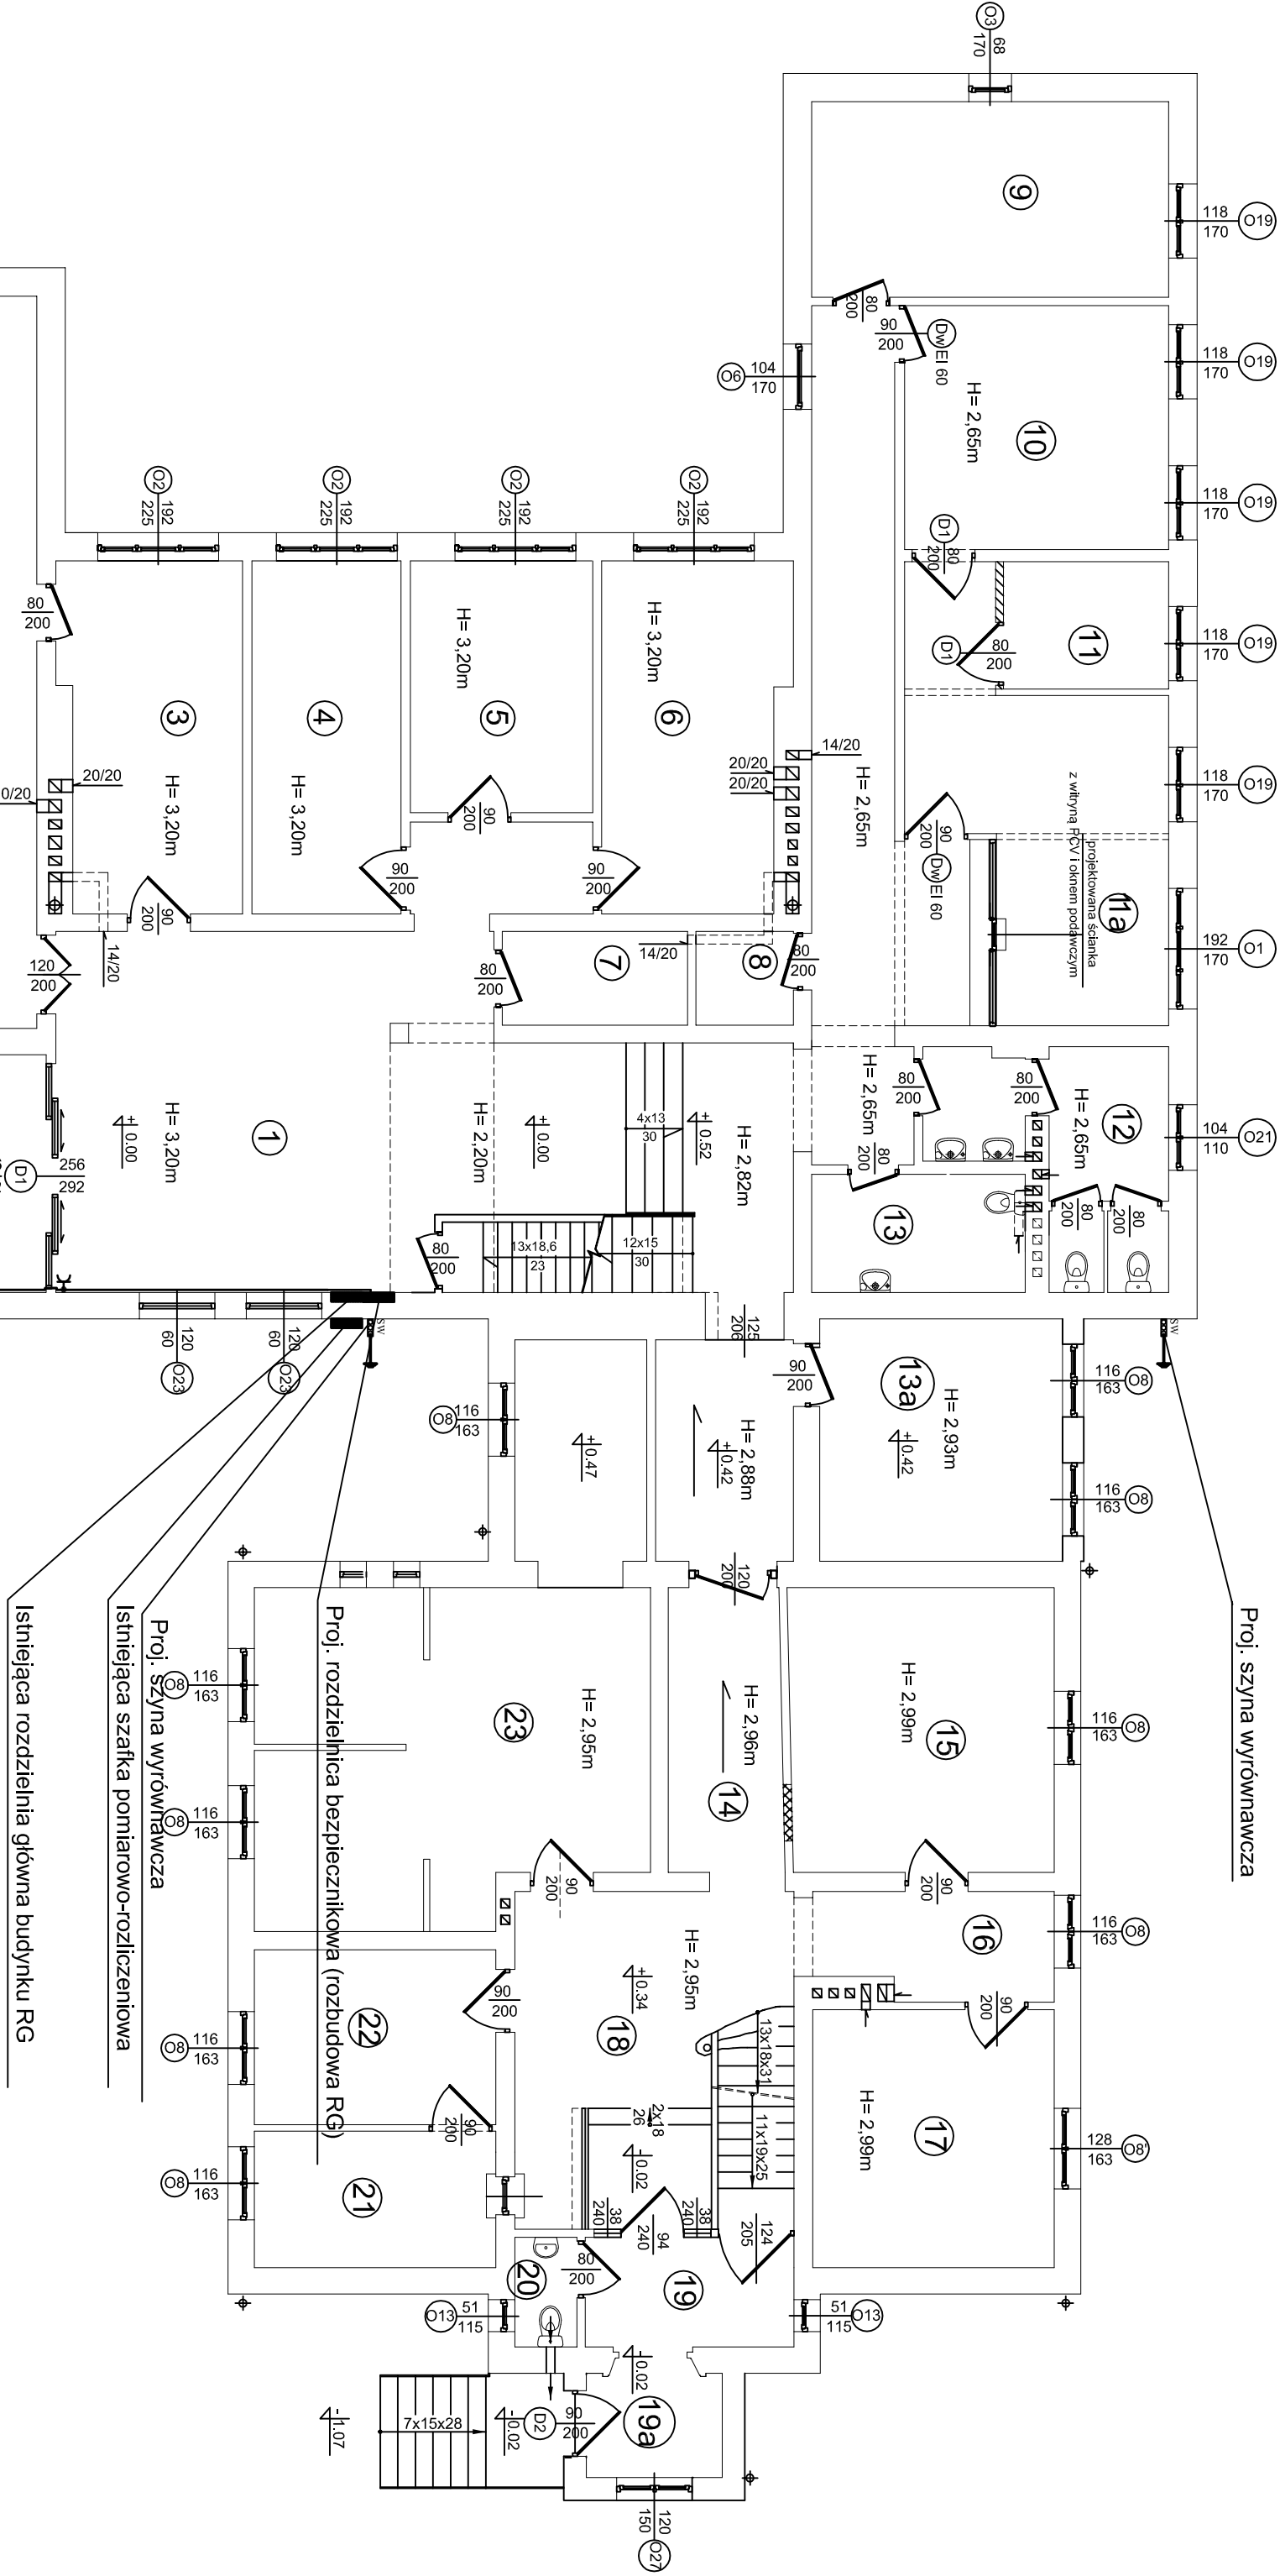 O3
68
170
9
118
170
O19
80
200
90
200
Dw
EI 60
118
170
O19
O6
104
170
H= 2,65m
10
118
170
O19
O2
192
225
O2
192
225
O2
192
225
O2
192
225
D1
80
200
80
200
D1
80
200
11
118
170
O19
H= 3,20m
H= 3,20m
3
4
5
6
20/20
H= 3,20m
H= 3,20m
90
200
20/20
20/20
14/20
H= 2,65m
90
200
Dw
EI 60
z witryną PCV i oknem podawczym
projektowana ścianka
118
170
O19
90
200
90
200
90
200
11a
192
170
O1
120
200
14/20
80
200
7
14/20
8
80
200
1
H= 3,20m
+ 0.00
H= 2,20m
+ 0.00
4x13
30
+ 0.52
H= 2,82m
H= 2,65m
80
200
80
200
80
200
H= 2,65m
12
104
110
O21
D1
256
292
80
200
13x18,6
23
12x15
30
13
80
200
80
200
120
60
O23
120
60
O23
sw
sw
125
206
90
200
13a
H= 2,93m
+0.42
116
163
O8
116
163
O8
O8
116
163
+0.47
H= 2,88m
+0.42
120
200
Proj. szyna wyrównawcza
Istniejąca rozdzielnia główna budynku RG
Istniejąca szafka pomiarowo-rozliczeniowa
Proj. szyna wyrównawcza
Proj. rozdzielnica bezpiecznikowa (rozbudowa RG)
O8
116
163
O8
116
163
23
H= 2,95m
H= 2,96m
14
H= 2,99m
15
116
163
O8
90
200
90
200
16
116
163
O8
O8
116
163
22
90
200
+0.34
18
H= 2,95m
13x18x31
11x19x25
90
200
H= 2,99m
17
128
163
O8'
2x18
26
-0.02
O8
116
163
21
90
200
38
240
94
240
38
240
124
205
80
200
20
19
O13
51
115
51
115
O13
-0.02
7x15x28
-1.07
-0.02
D2
90
200
19a
120
150
O27